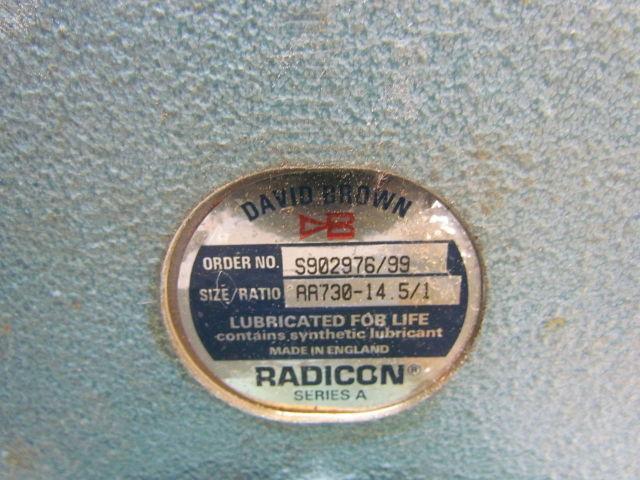 DAVID BROWN
DB
ORDER NO. S902976/99
SIZE/RATIO AA730-14.5/1
LUBRICATED FOR LIFE
contains synthetic lubricant
MADE IN ENGLAND
RADICON®
SERIES A